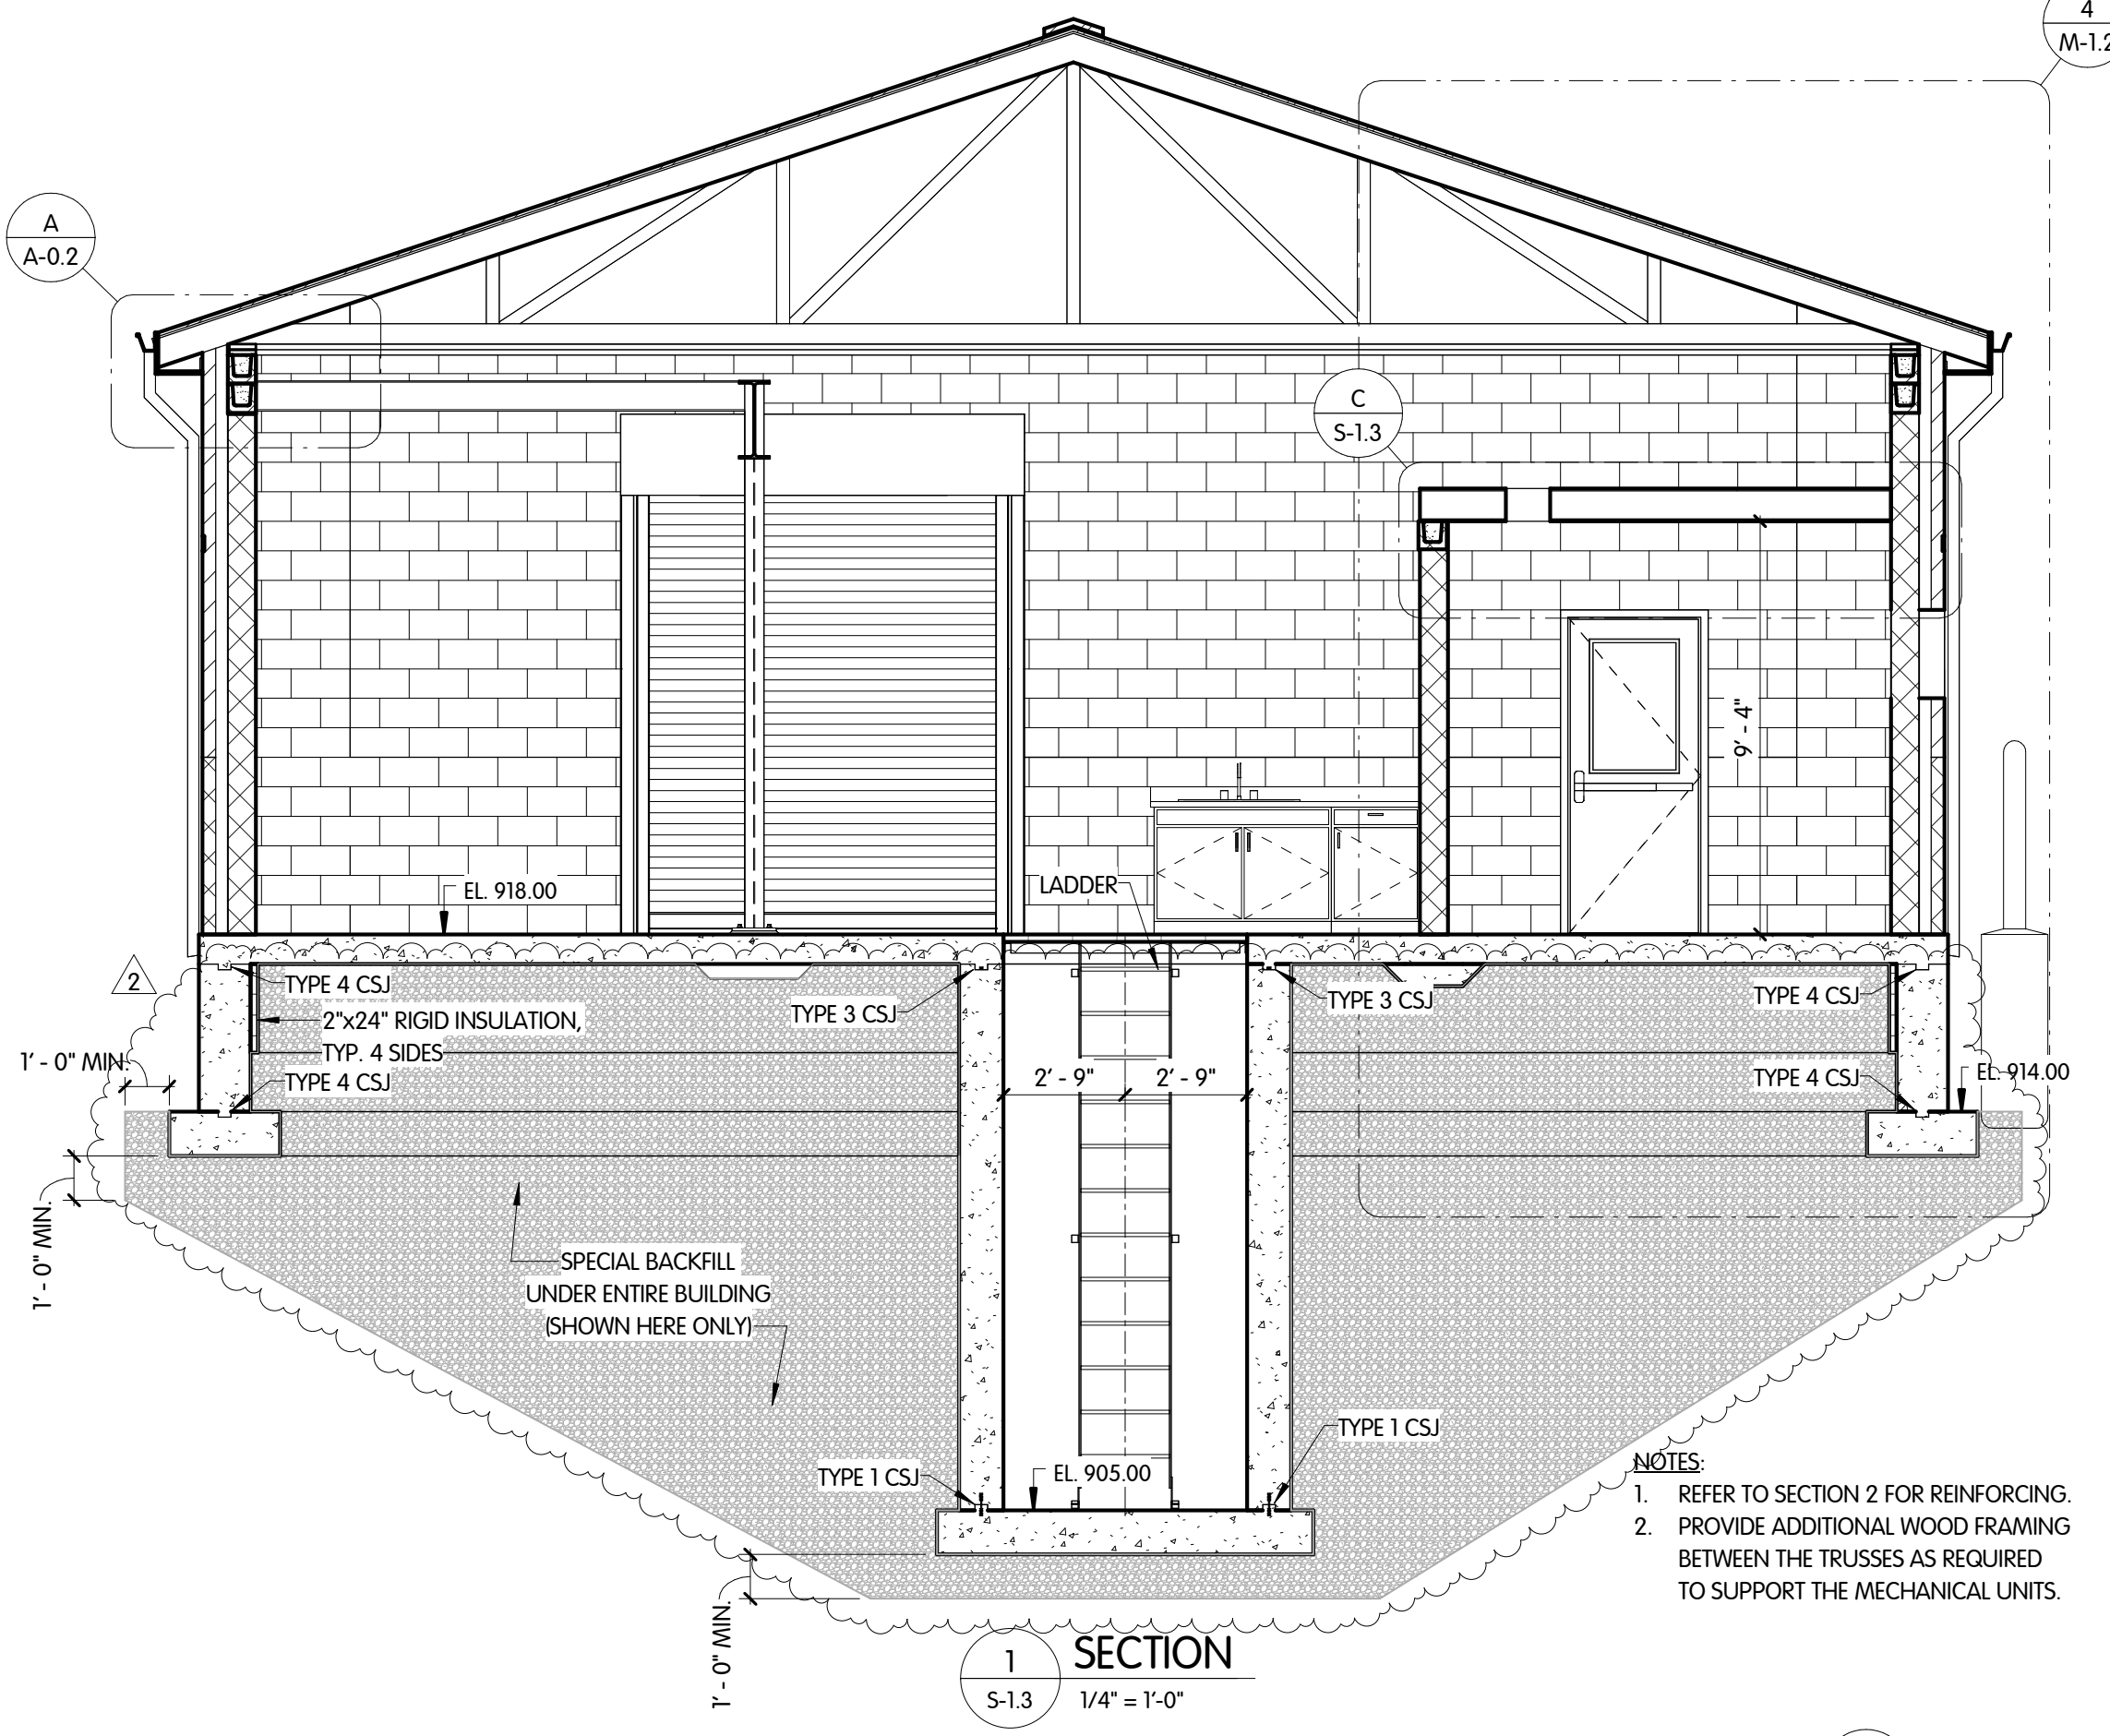 4
M-1.2
A
A-0.2
C
S-1.3
9' - 4"
EL. 918.00
LADDER
2
TYPE 4 CSJ
TYPE 3 CSJ
TYPE 3 CSJ
TYPE 4 CSJ
2"x24" RIGID INSULATION,
TYP. 4 SIDES
1' - 0" MIN.
TYPE 4 CSJ
2' - 9"
2' - 9"
TYPE 4 CSJ
EL. 914.00
1' - 0" MIN.
SPECIAL BACKFILL
UNDER ENTIRE BUILDING
(SHOWN HERE ONLY)
TYPE 1 CSJ
TYPE 1 CSJ
EL. 905.00
NOTES:
1. REFER TO SECTION 2 FOR REINFORCING.
2. PROVIDE ADDITIONAL WOOD FRAMING
BETWEEN THE TRUSSES AS REQUIRED
TO SUPPORT THE MECHANICAL UNITS.
1' - 0" MIN.
1
S-1.3
SECTION
1/4" = 1'-0"